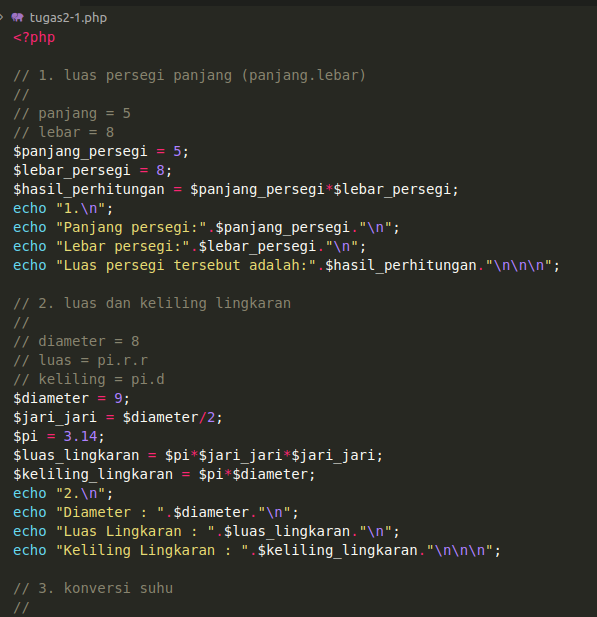 tugas2-1.php
<?php

// 1. luas persegi panjang (panjang.lebar)
//
// panjang = 5
// lebar = 8
$panjang_persegi = 5;
$lebar_persegi = 8;
$hasil_perhitungan = $panjang_persegi*$lebar_persegi;
echo "1.\n";
echo "Panjang persegi:".$panjang_persegi."\n";
echo "Lebar persegi:".$lebar_persegi."\n";
echo "Luas persegi tersebut adalah:".$hasil_perhitungan."\n\n\n";

// 2. luas dan keliling lingkaran
//
// diameter = 8
// luas = pi.r.r
// keliling = pi.d
$diameter = 9;
$jari_jari = $diameter/2;
$pi = 3.14;
$luas_lingkaran = $pi*$jari_jari*$jari_jari;
$keliling_lingkaran = $pi*$diameter;
echo "2.\n";
echo "Diameter : ".$diameter."\n";
echo "Luas Lingkaran : ".$luas_lingkaran."\n";
echo "Keliling Lingkaran : ".$keliling_lingkaran."\n\n\n";

// 3. konversi suhu
//